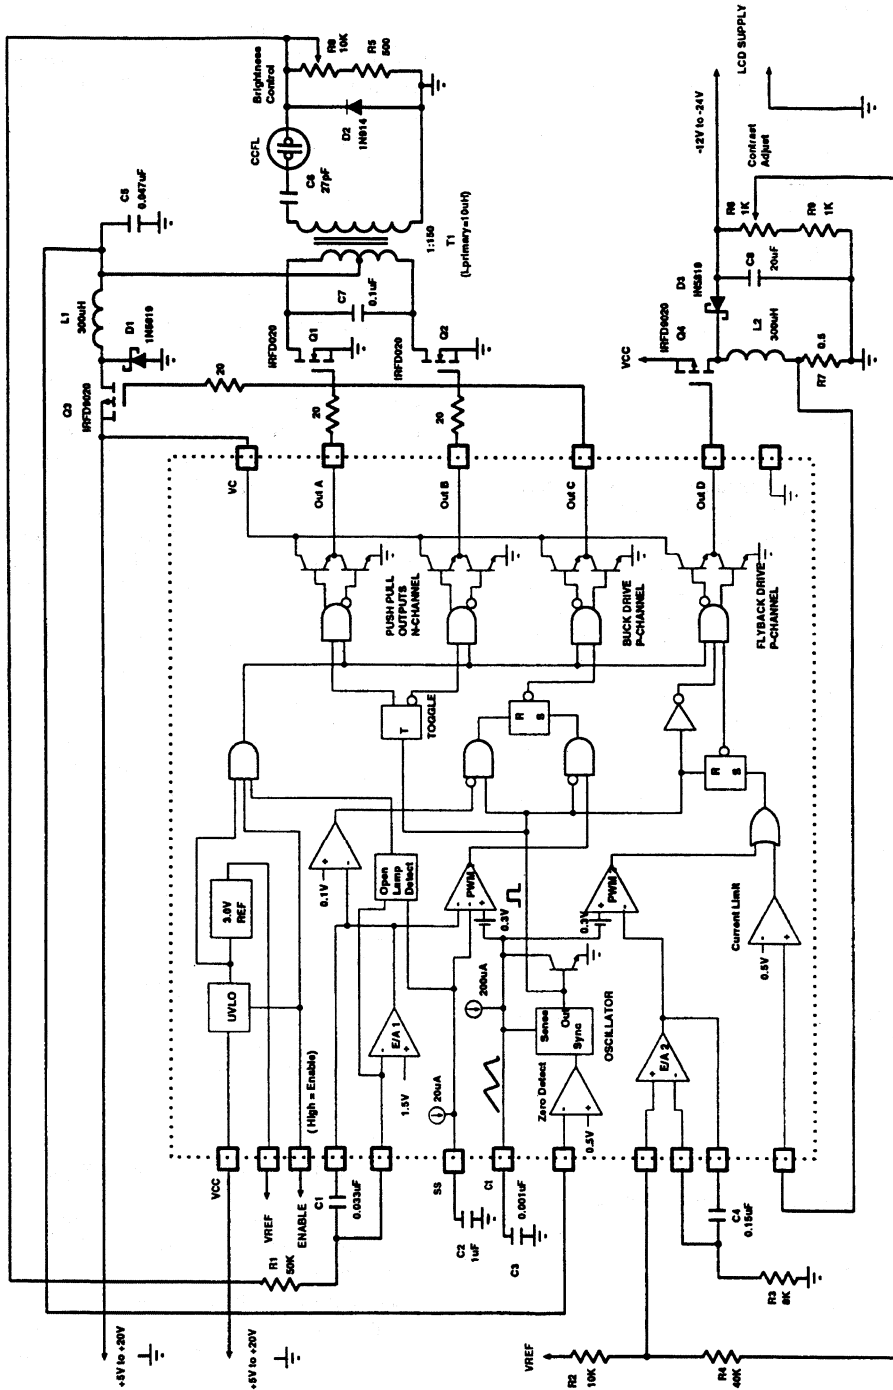 +5V to +20V
+5V to +20V
VREF
R2
10K
R4
40K
R1
50K
R3
8K
VCC
VREF
ENABLE
C1
0.033uF
SS
C2
1uF
Ct
0.001uF
C3
C4
0.15uF
(High = Enable)
UVLO
3.0V
REF
E/A 1
1.5V
0.1V
Open
Lamp
Detect
20uA
200uA
Zero Detect
0.5V
Sense
Out
Sync
OSCILLATOR
PWM
0.3V
PWM 2
0.3V
E/A 2
Current Limit
0.5V
T
TOGGLE
R
S
R
S
PUSH PULL
OUTPUTS
N-CHANNEL
BUCK DRIVE
P-CHANNEL
FLYBACK DRIVE
P-CHANNEL
VC
Out A
Out B
Out C
Out D
Q3
IRFD9020
20
20
20
D1
1N5819
L1
300uH
C5
0.047uF
IRFD020
Q1
IRFD020
Q2
C7
0.1uF
1:150
T1
(Lprimary=10uH)
C6
27pF
CCFL
Brightness
Control
D2
1N914
R8
10K
R5
500
VCC
IRFD9020
Q4
D3
IN5819
L2
300uH
R7
0.5
C8
20uF
R6
1K
R9
1K
Contrast
Adjust
-12V to -24V
LCD SUPPLY